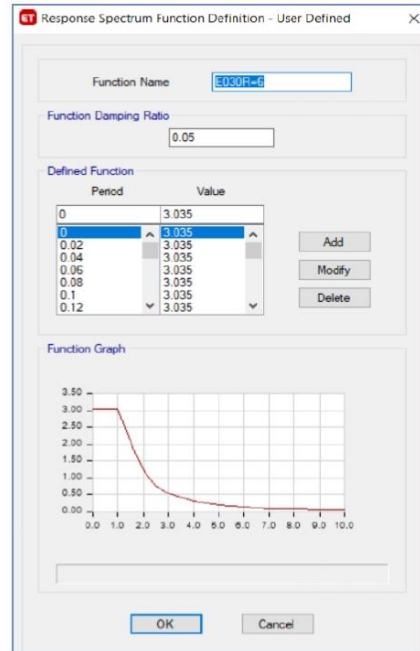 ET Response Spectrum Function Definition - User Defined
Function Name E030R=6
Function Damping Ratio
0.05
Defined Function
Period Value
0 3.035
0 3.035
0.02 3.035
0.04 3.035
0.06 3.035
0.08 3.035
0.1 3.035
0.12 3.035
Add
Modify
Delete
Function Graph
3.50
3.00
2.50
2.00
1.50
1.00
0.50
0.00
0.0 1.0 2.0 3.0 4.0 5.0 6.0 7.0 8.0 9.0 10.0
OK Cancel